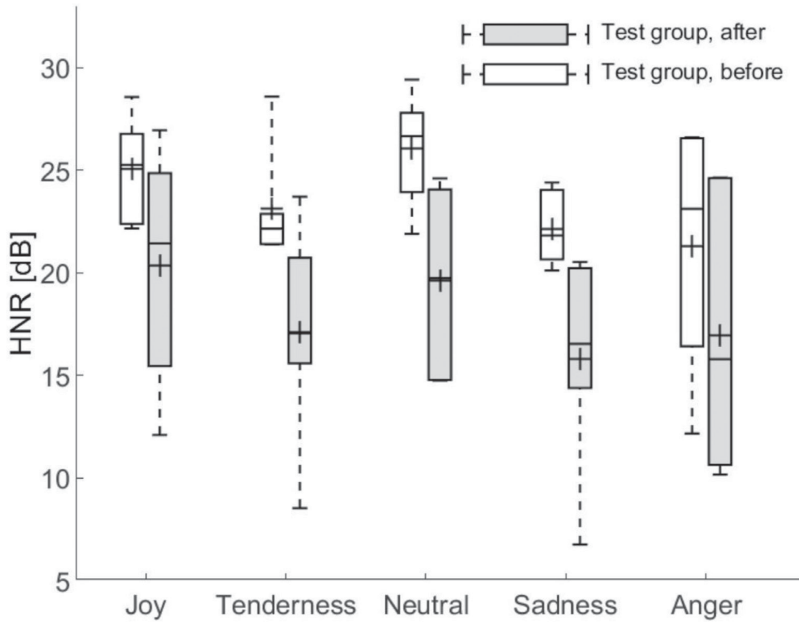 Test group, after
Test group, before
HNR [dB]
30
25
20
15
10
5
Joy Tenderness Neutral Sadness Anger